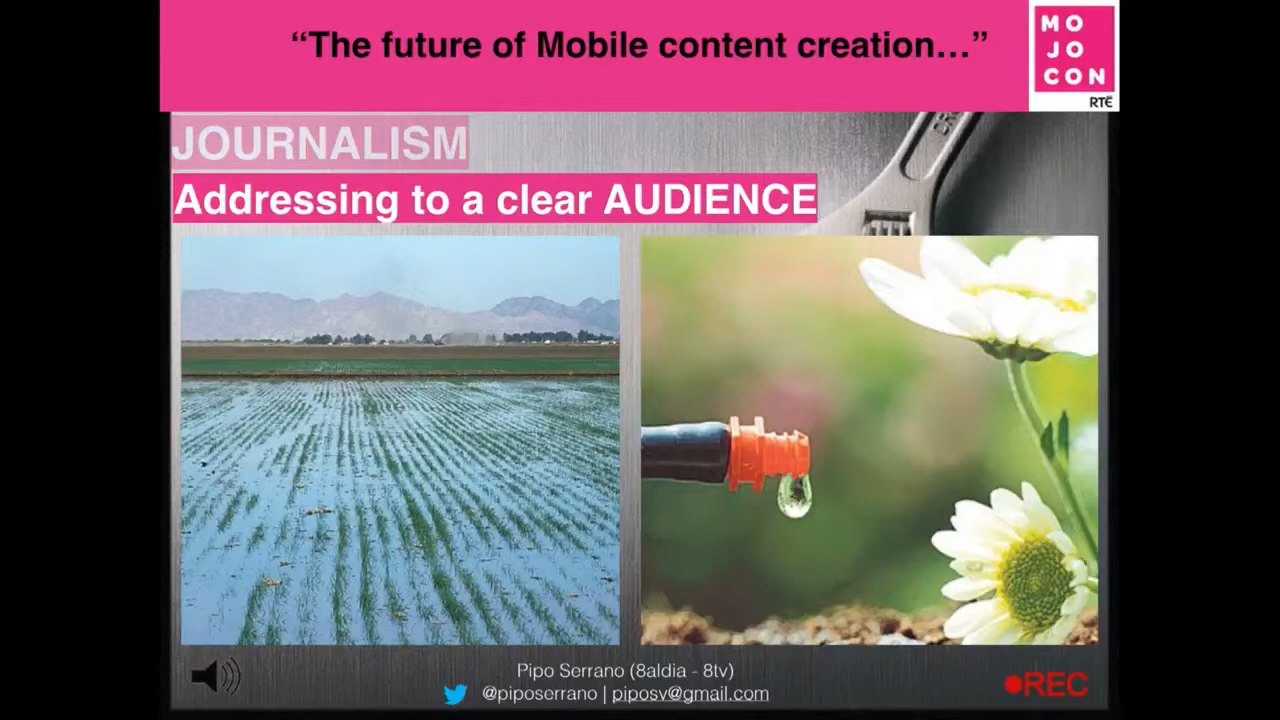 “The future of Mobile content creation…”
MO
JO
CON
RTÉ
JOURNALISM
Addressing to a clear AUDIENCE
Pipo Serrano (8aldia - 8tv)
@piposerrano | piposv@gmail.com
REC